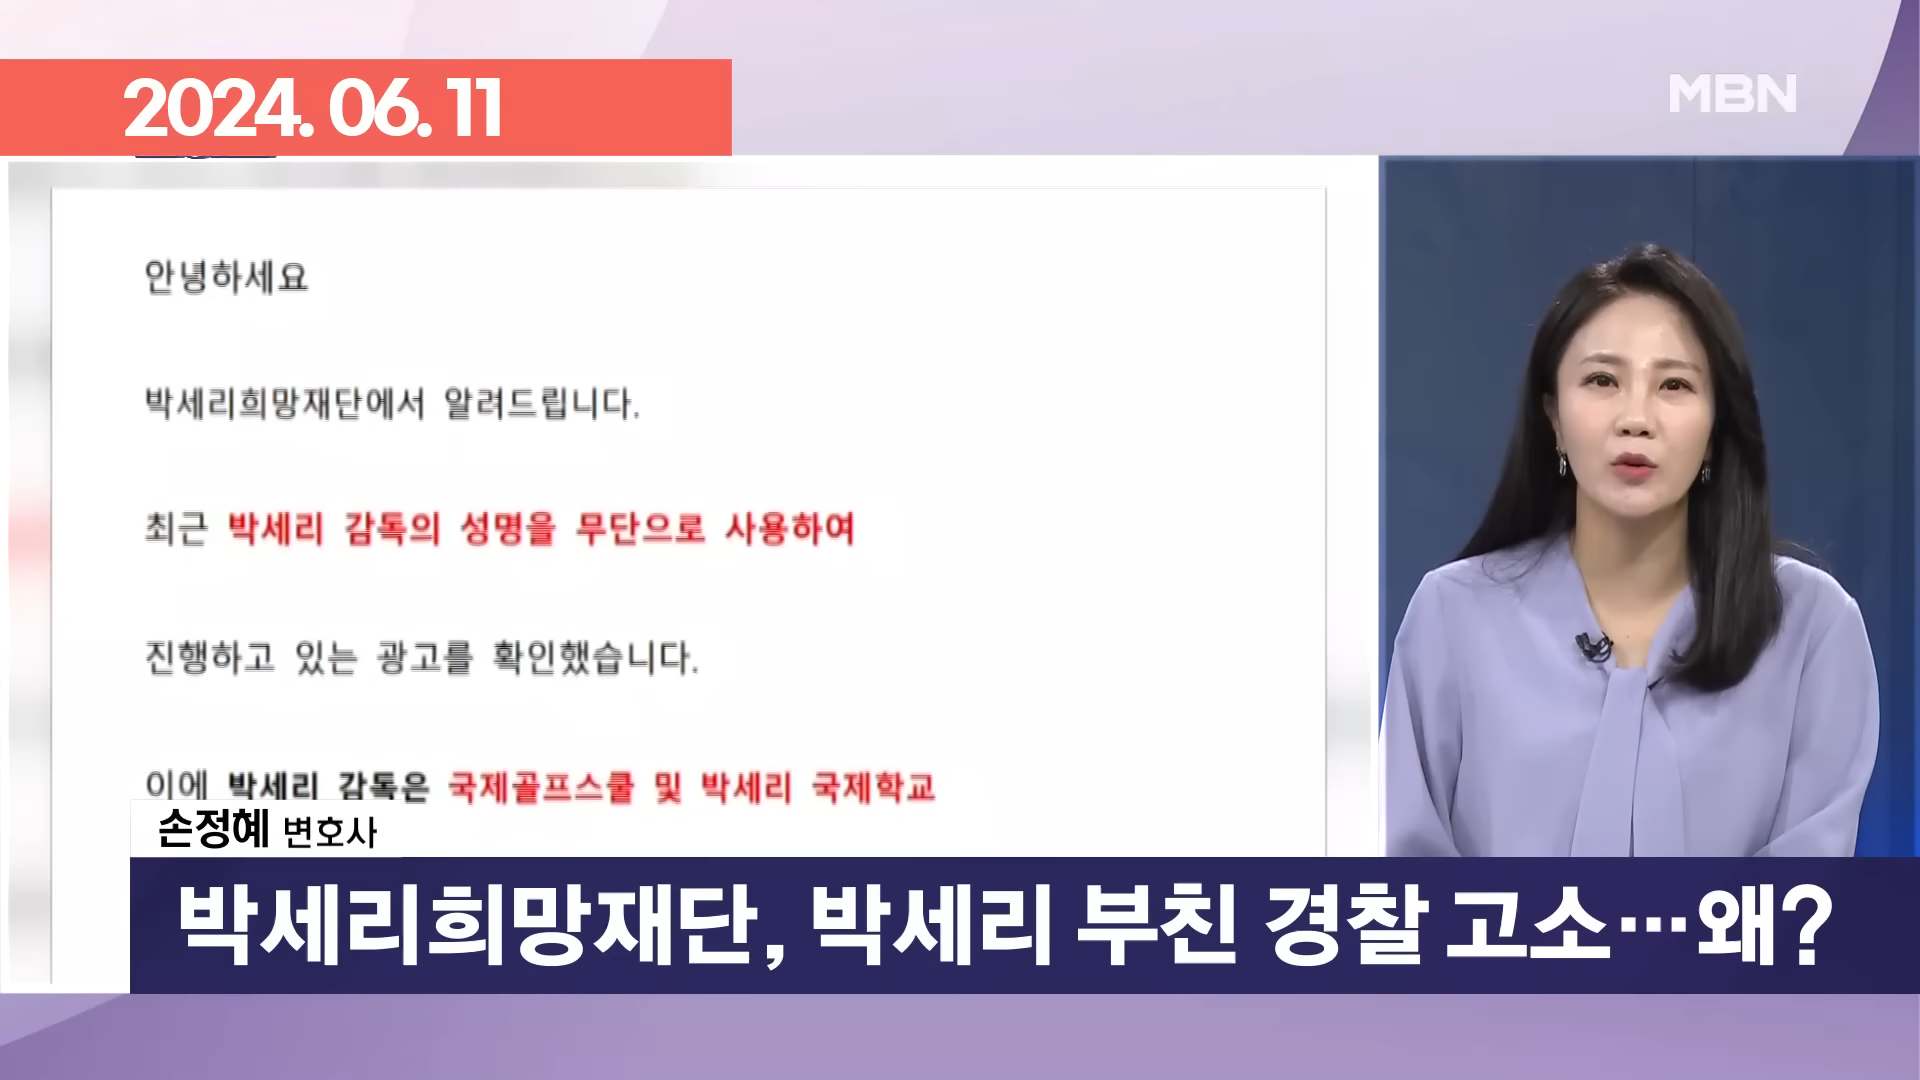 2024. 06. 11
MBN
안녕하세요
박세리희망재단에서 알려드립니다.
최근 박세리 감독의 성명을 무단으로 사용하여
진행하고 있는 광고를 확인했습니다.
이에 박세리 감독은 국제골프스쿨 및 박세리 국제학교
손정혜 변호사
박세리희망재단, 박세리 부친 경찰 고소…왜?